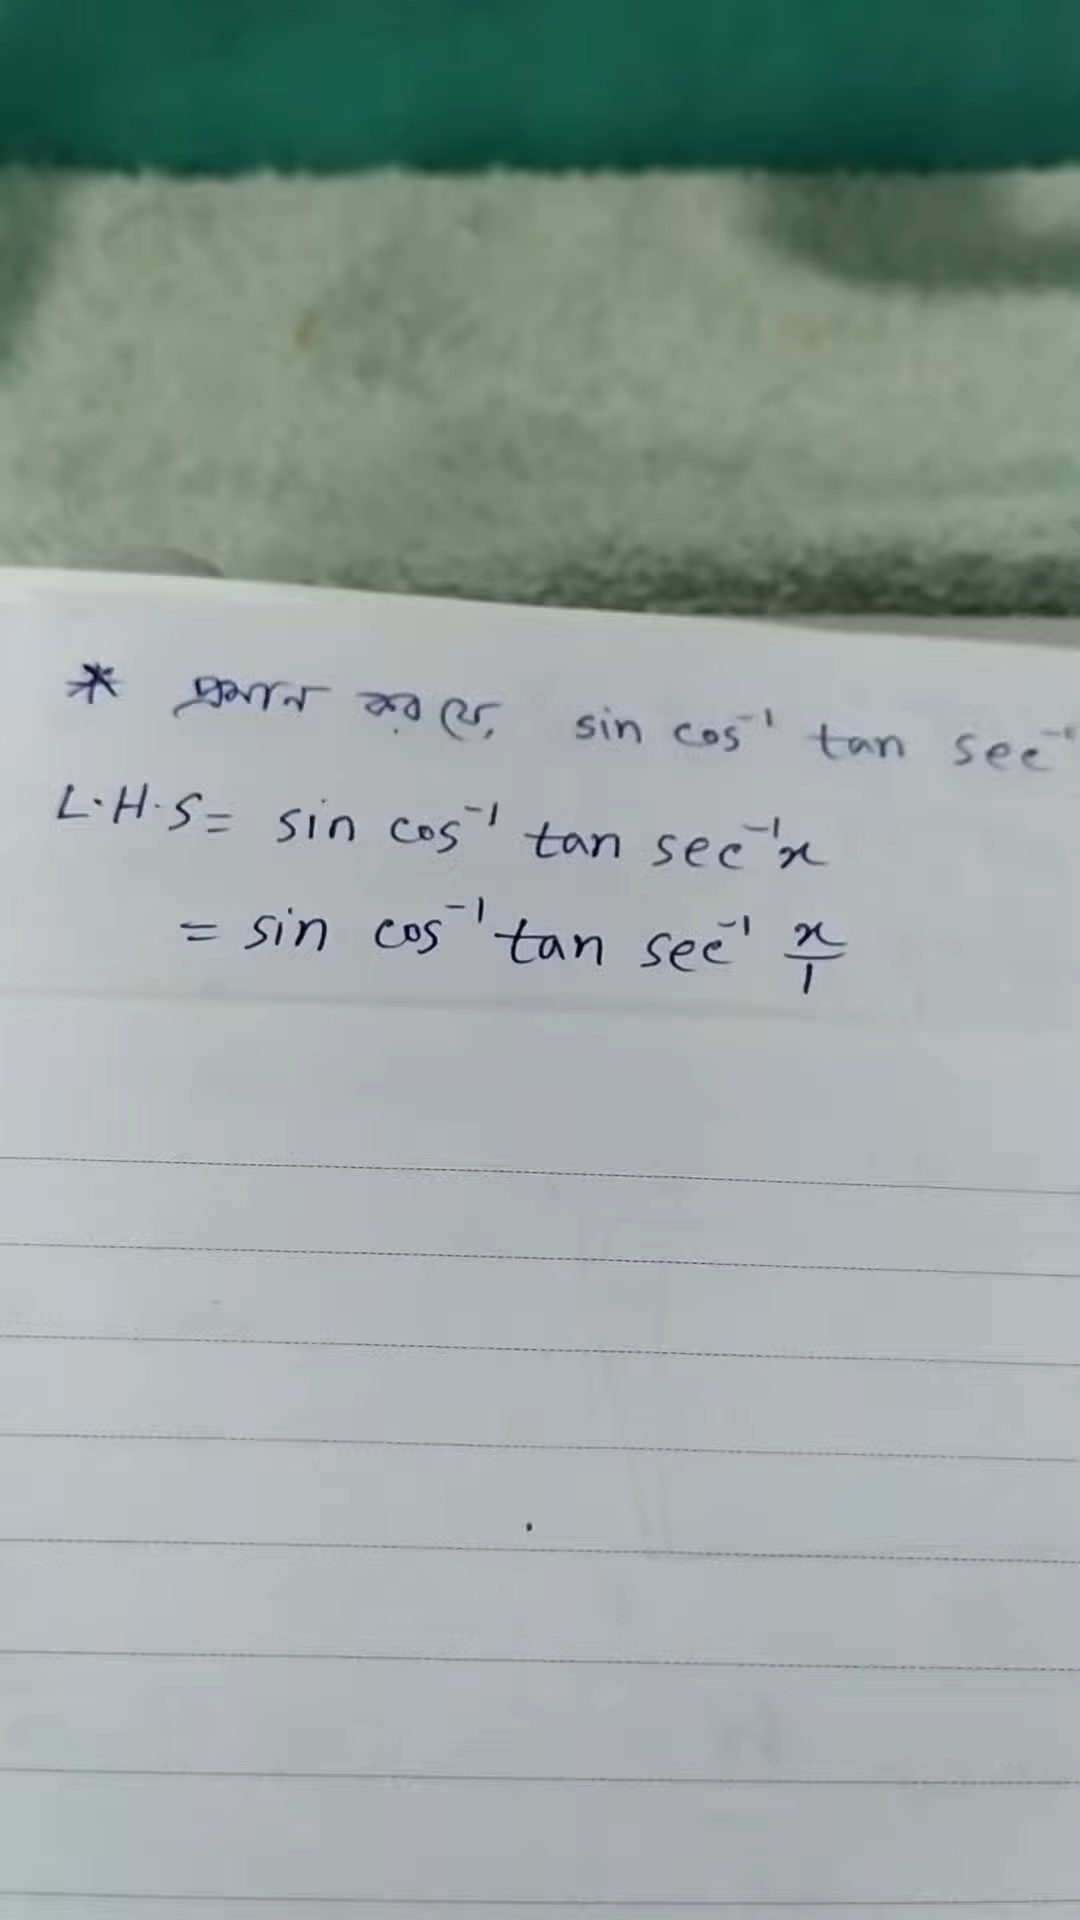 * প্রমান কর যে, sin cos⁻¹ tan sec⁻¹
L.H.S = sin cos⁻¹ tan sec⁻¹x
= sin cos⁻¹ tan sec⁻¹ x/1